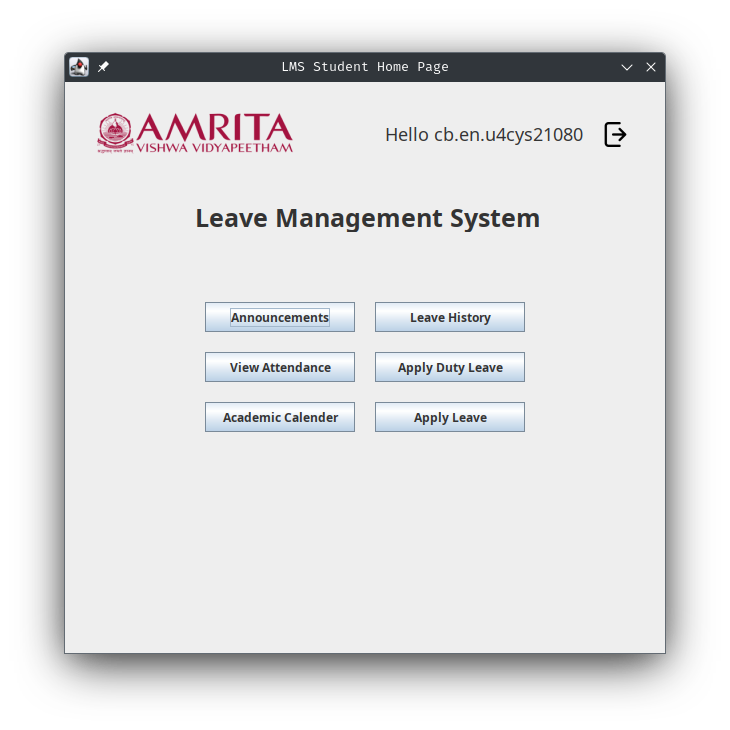 LMS Student Home Page
AMRITA
VISHWA VIDYAPEETHAM
Hello cb.en.u4cys21080
Leave Management System
Announcements
Leave History
View Attendance
Apply Duty Leave
Academic Calender
Apply Leave